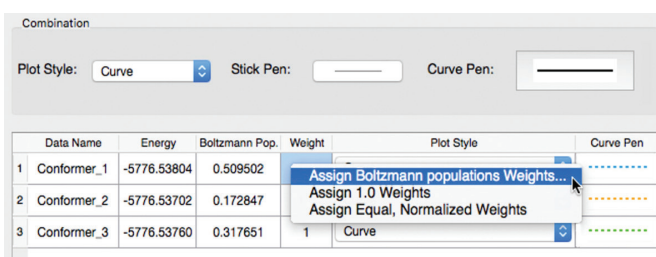 Combination
Plot Style: Curve Stick Pen: Curve Pen:
Data Name Energy Boltzmann Pop. Weight Plot Style Curve Pen
1 Conformer_1 -5776.53804 0.509502
Assign Boltzmann populations Weights...
2 Conformer_2 -5776.53702 0.172847
Assign 1.0 Weights
Assign Equal, Normalized Weights
3 Conformer_3 -5776.53760 0.317651 1 Curve